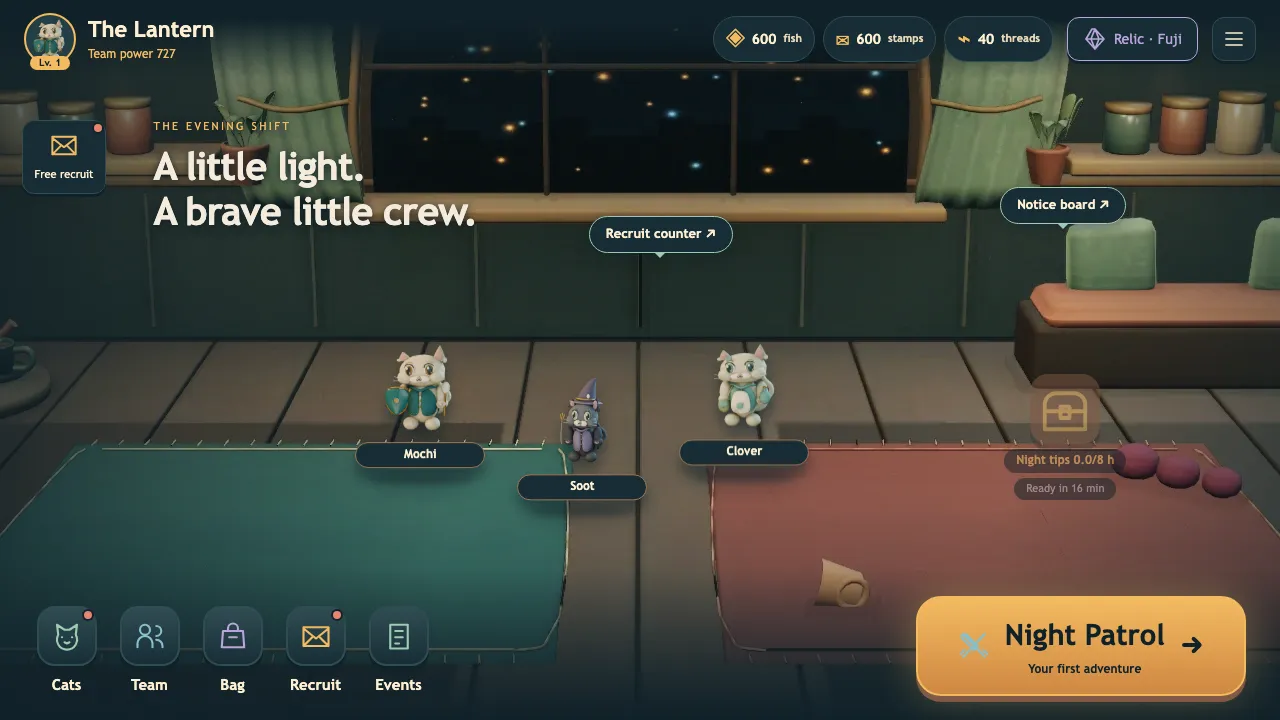 The Lantern
Team power 727
Lv. 1
600 fish
600 stamps
40 threads
Relic · Fuji
Free recruit
THE EVENING SHIFT
A little light.
A brave little crew.
Recruit counter ↗
Notice board ↗
Mochi
Soot
Clover
Night tips 0.0/8 h
Ready in 16 min
Cats
Team
Bag
Recruit
Events
Night Patrol →
Your first adventure